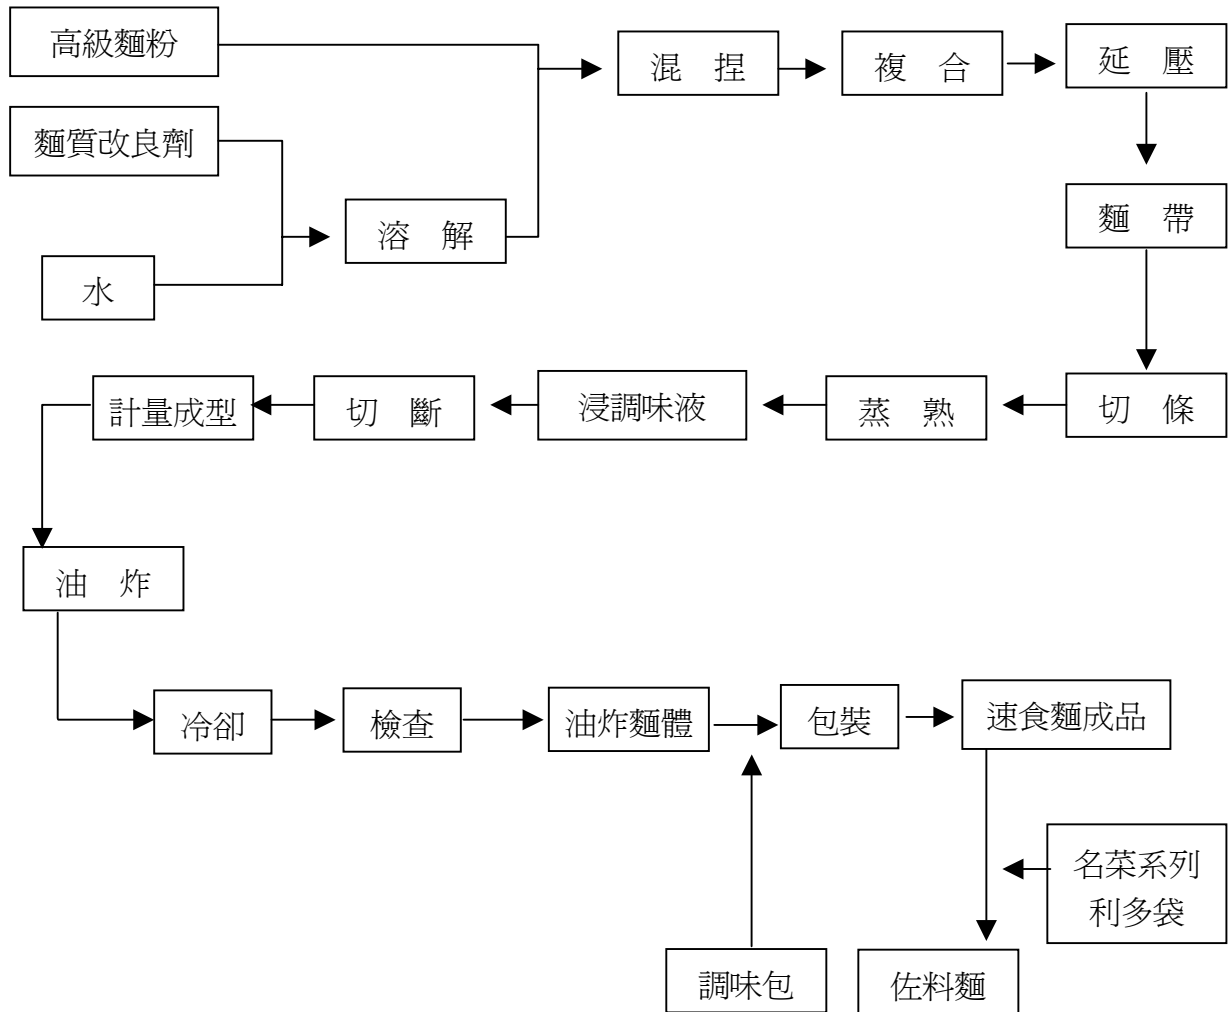 高級麵粉
混 捏
複 合
延 壓
麵質改良劑
麵 帶
溶 解
水
計量成型
切 斷
浸調味液
蒸 熟
切 條
油 炸
冷卻
檢查
油炸麵體
包裝
速食麵成品
名菜系列
利多袋
調味包
佐料麵